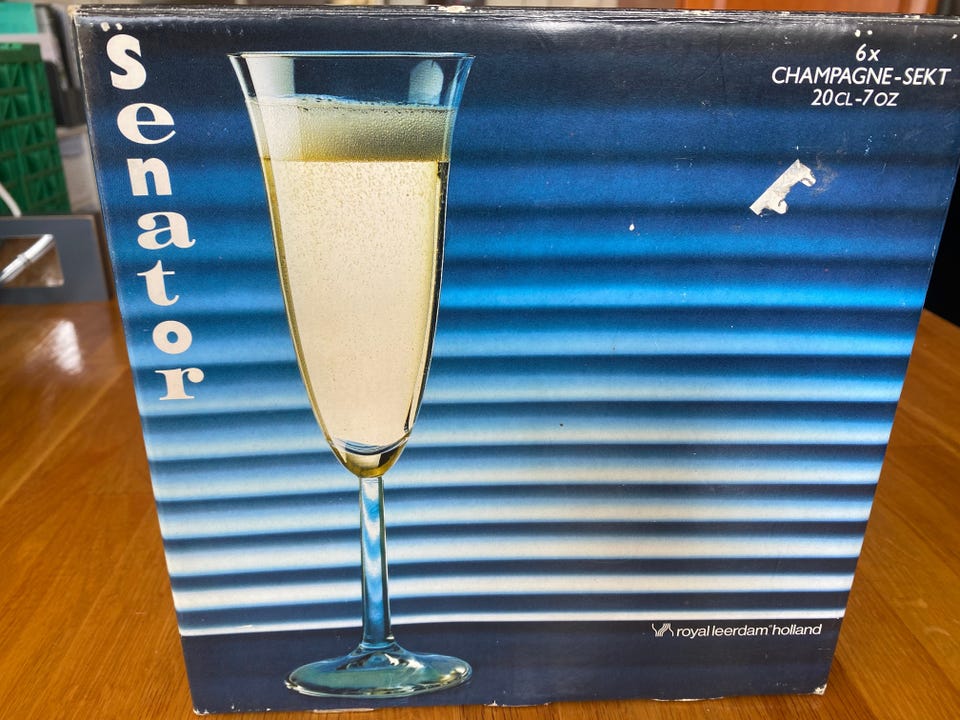 senator
6x
CHAMPAGNE-SEKT
20CL-7OZ
royal leerdam holland